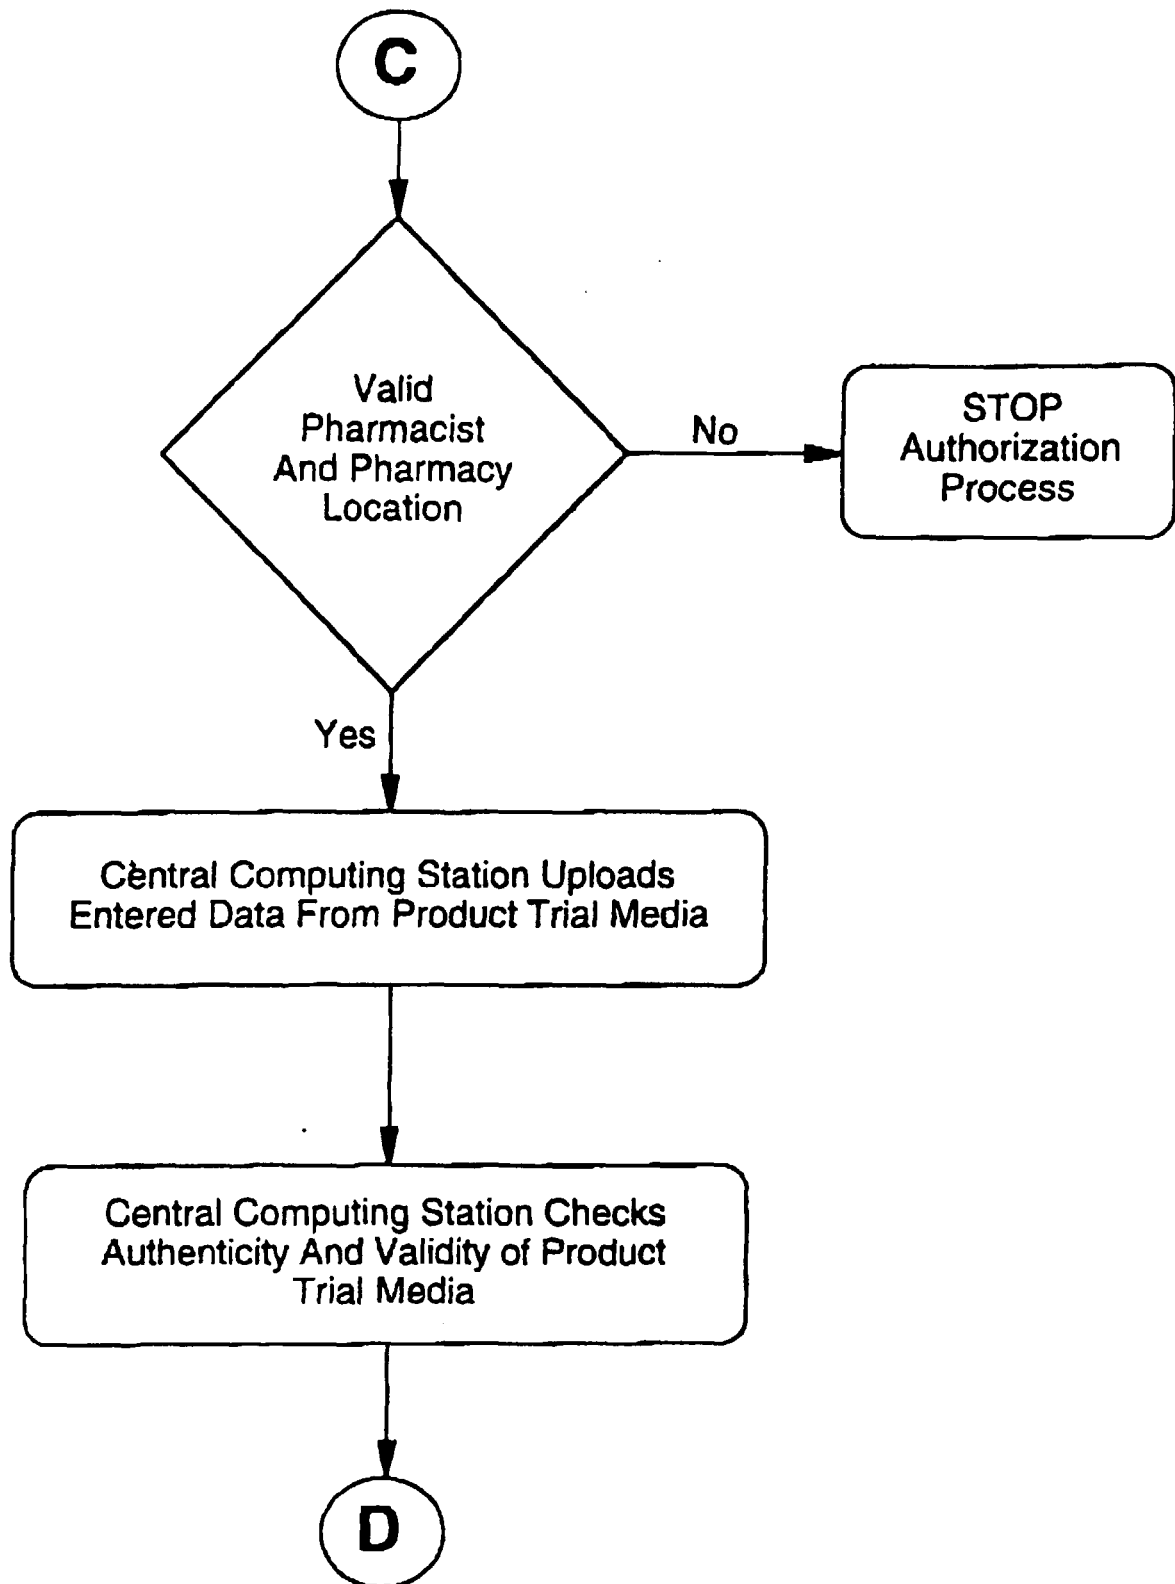 C
Valid
Pharmacist
And Pharmacy
Location
No
STOP
Authorization
Process
Yes
Central Computing Station Uploads
Entered Data From Product Trial Media
Central Computing Station Checks
Authenticity And Validity of Product
Trial Media
D